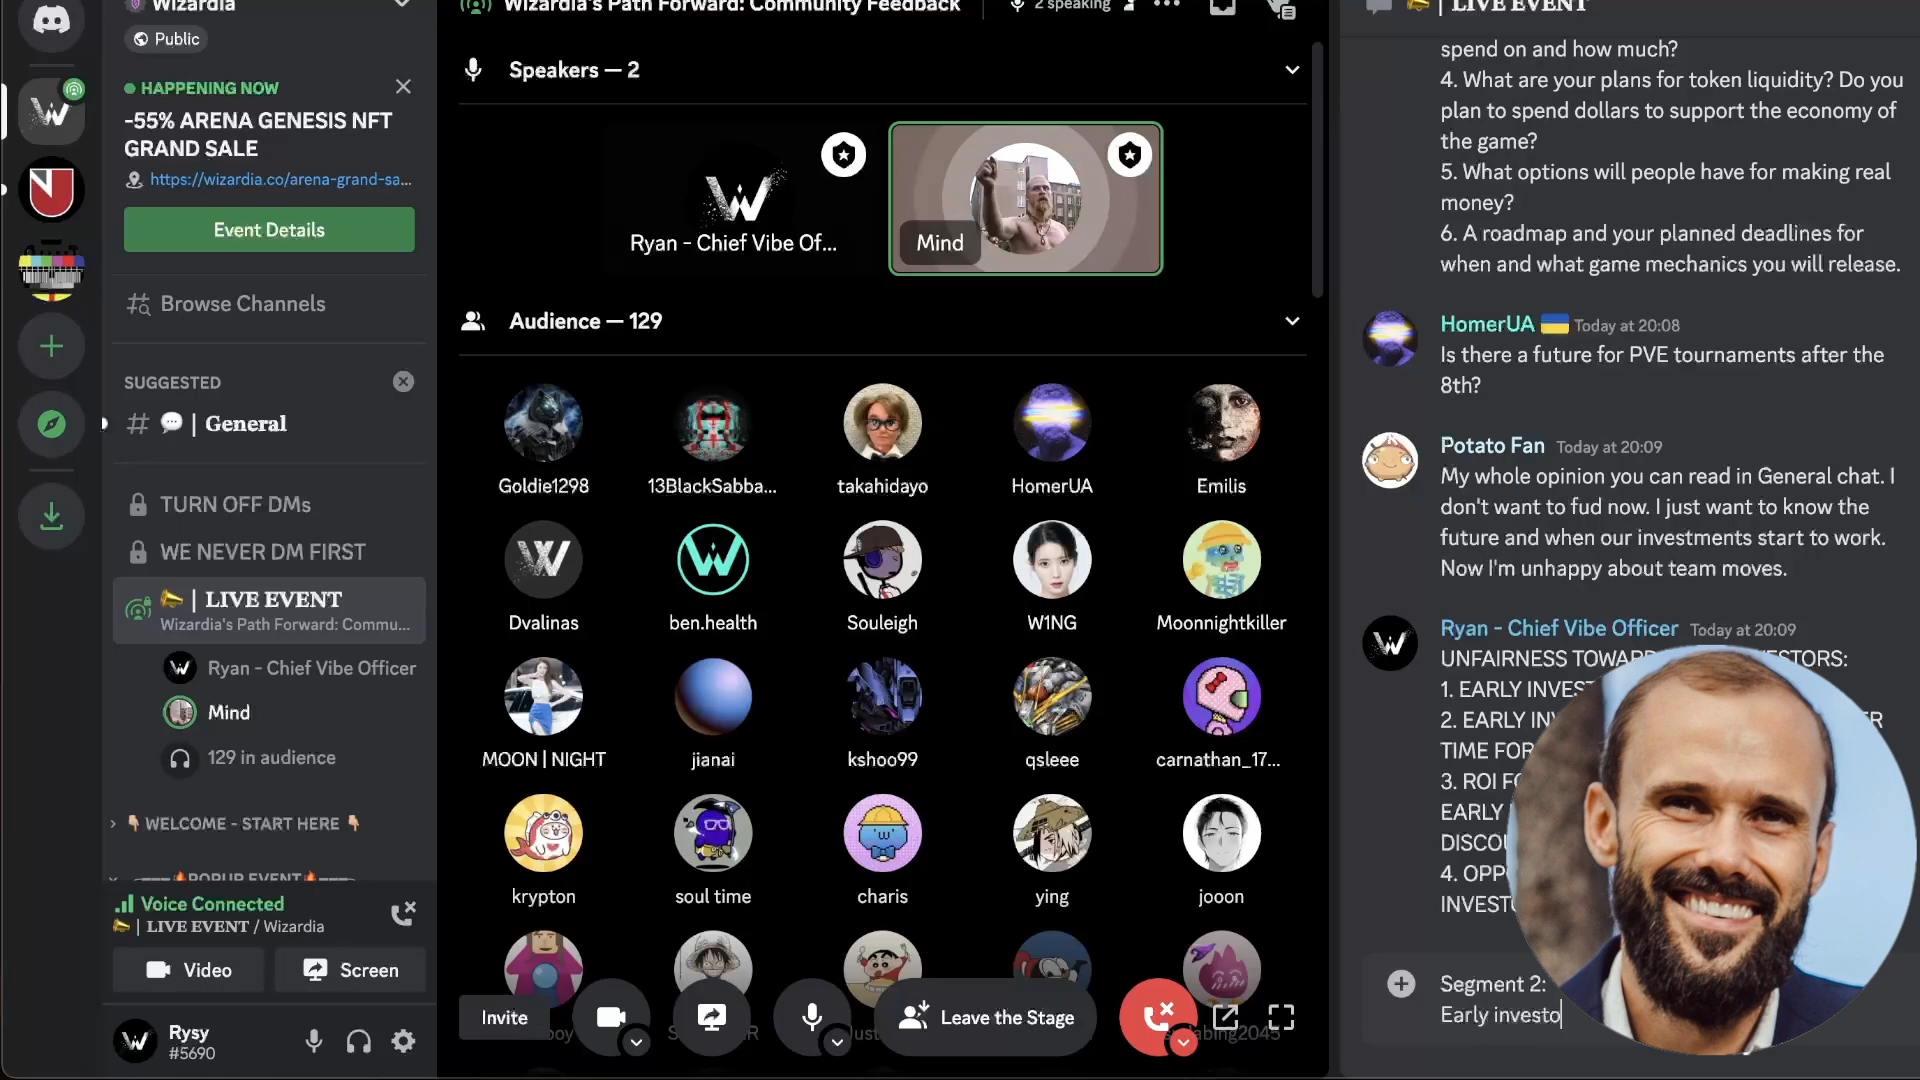 Wizardia
Public
HAPPENING NOW
-55% ARENA GENESIS NFT
GRAND SALE
https://wizardia.co/arena-grand-sa...
Event Details
Browse Channels
SUGGESTED
# 💬 | General
TURN OFF DMs
WE NEVER DM FIRST
| LIVE EVENT
Wizardia's Path Forward: Commu...
Ryan - Chief Vibe Officer
Mind
129 in audience
WELCOME - START HERE
POPUP EVENT
Voice Connected
| LIVE EVENT / Wizardia
Video
Screen
Rysy
#5690
Wizardia's Path Forward: Community Feedback
2 speaking
Speakers — 2
Ryan - Chief Vibe Of...
Mind
Audience — 129
Goldie1298
13BlackSabba...
takahidayo
HomerUA
Emilis
Dvalinas
ben.health
Souleigh
W1NG
Moonnightkiller
MOON | NIGHT
jianai
kshoo99
qsleee
carnathan_17...
krypton
soul time
charis
ying
jooon
Invite
Leave the Stage
| LIVE EVENT
spend on and how much?
4. What are your plans for token liquidity? Do you
plan to spend dollars to support the economy of
the game?
5. What options will people have for making real
money?
6. A roadmap and your planned deadlines for
when and what game mechanics you will release.
HomerUA Today at 20:08
Is there a future for PVE tournaments after the
8th?
Potato Fan Today at 20:09
My whole opinion you can read in General chat. I
don't want to fud now. I just want to know the
future and when our investments start to work.
Now I'm unhappy about team moves.
Ryan - Chief Vibe Officer Today at 20:09
UNFAIRNESS
1. EARLY
2. EARLY
TIME
3. ROI
EARLY
4.
Segment 2:
Early investo